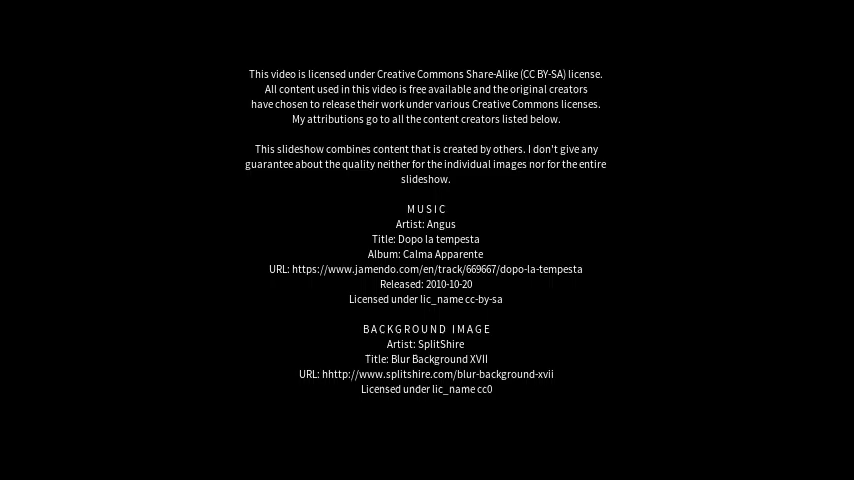 This video is licensed under Creative Commons Share-Alike (CC BY-SA) license.
All content used in this video is free available and the original creators
have chosen to release their work under various Creative Commons licenses.
My attributions go to all the content creators listed below.
This slideshow combines content that is created by others. I don't give any
guarantee about the quality neither for the individual images nor for the entire
slideshow.
MUSIC
Artist: Angus
Title: Dopo la tempesta
Album: Calma Apparente
URL: https://www.jamendo.com/en/track/669667/dopo-la-tempesta
Released: 2010-10-20
Licensed under lic_name cc-by-sa
BACKGROUND IMAGE
Artist: SplitShire
Title: Blur Background XVII
URL: hhttp://www.splitshire.com/blur-background-xvii
Licensed under lic_name cc0